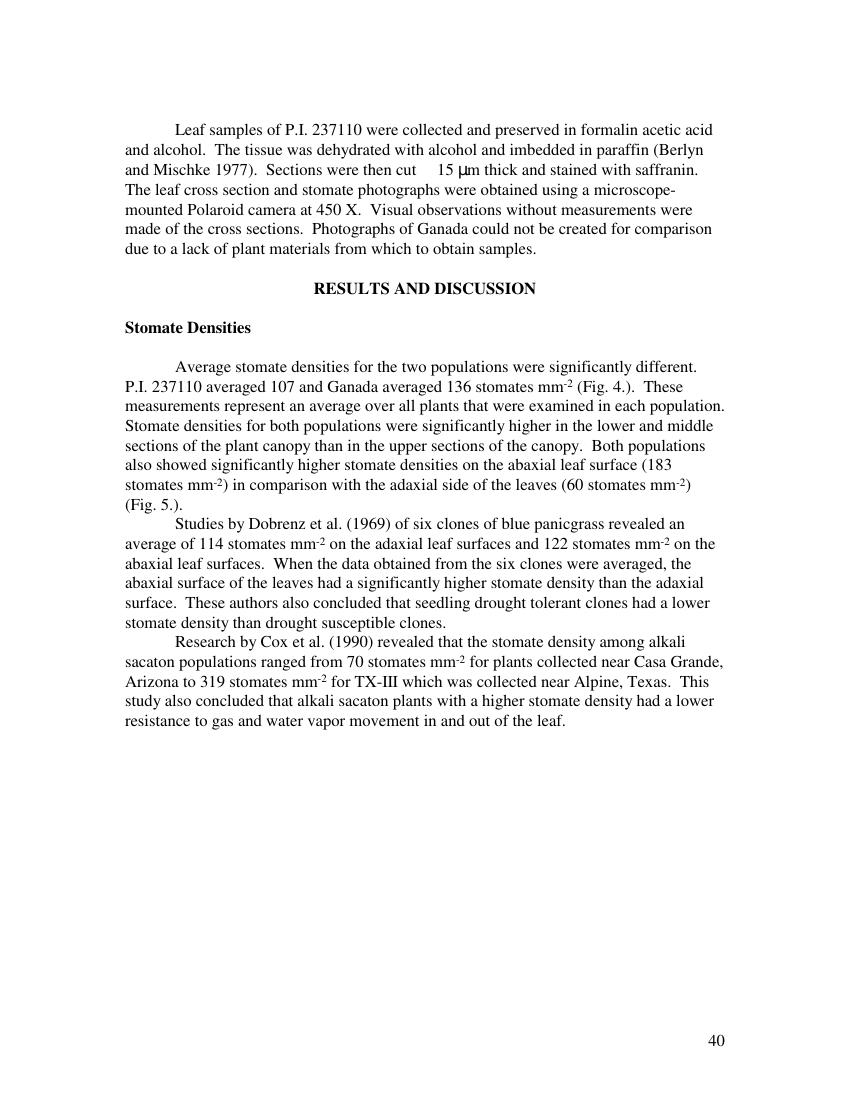 Leaf samples of P.I. 237110 were collected and preserved in formalin acetic acid
and alcohol. The tissue was dehydrated with alcohol and imbedded in paraffin (Berlyn
and Mischke 1977). Sections were then cut 15 µm thick and stained with saffranin.
The leaf cross section and stomate photographs were obtained using a microscope-
mounted Polaroid camera at 450 X. Visual observations without measurements were
made of the cross sections. Photographs of Ganada could not be created for comparison
due to a lack of plant materials from which to obtain samples.
RESULTS AND DISCUSSION
Stomate Densities
Average stomate densities for the two populations were significantly different.
P.I. 237110 averaged 107 and Ganada averaged 136 stomates mm-2 (Fig. 4.). These
measurements represent an average over all plants that were examined in each population.
Stomate densities for both populations were significantly higher in the lower and middle
sections of the plant canopy than in the upper sections of the canopy. Both populations
also showed significantly higher stomate densities on the abaxial leaf surface (183
stomates mm-2) in comparison with the adaxial side of the leaves (60 stomates mm-2)
(Fig. 5.).
Studies by Dobrenz et al. (1969) of six clones of blue panicgrass revealed an
average of 114 stomates mm-2 on the adaxial leaf surfaces and 122 stomates mm-2 on the
abaxial leaf surfaces. When the data obtained from the six clones were averaged, the
abaxial surface of the leaves had a significantly higher stomate density than the adaxial
surface. These authors also concluded that seedling drought tolerant clones had a lower
stomate density than drought susceptible clones.
Research by Cox et al. (1990) revealed that the stomate density among alkali
sacaton populations ranged from 70 stomates mm-2 for plants collected near Casa Grande,
Arizona to 319 stomates mm-2 for TX-III which was collected near Alpine, Texas. This
study also concluded that alkali sacaton plants with a higher stomate density had a lower
resistance to gas and water vapor movement in and out of the leaf.
40